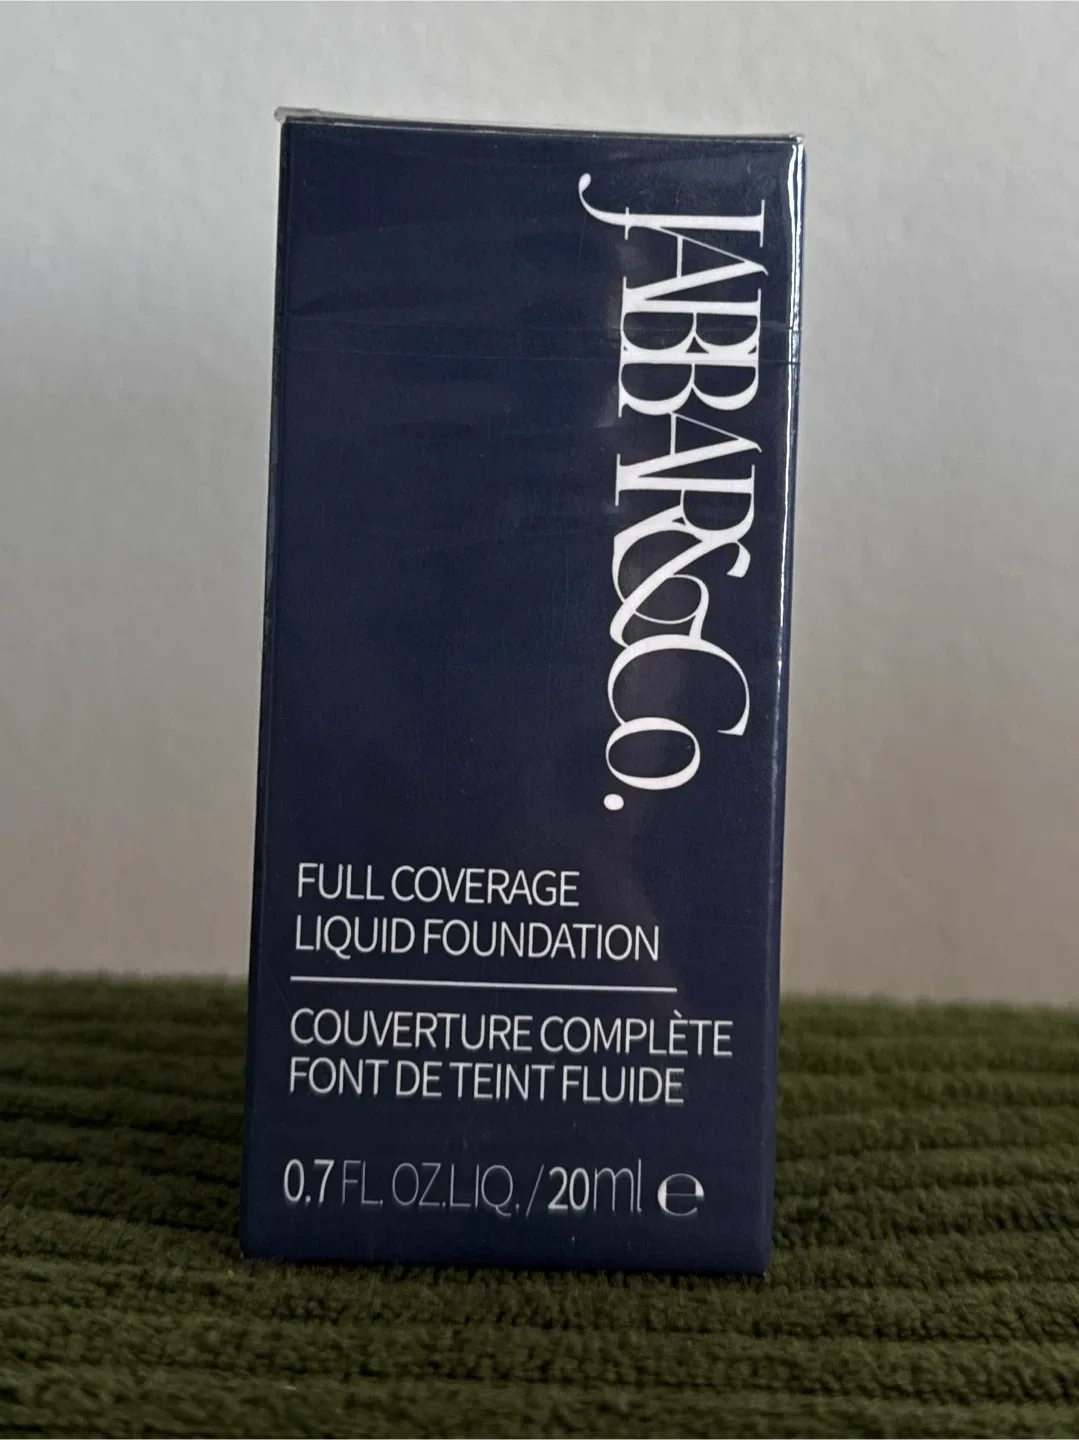 JABBAR&Co.
FULL COVERAGE
LIQUID FOUNDATION
COUVERTURE COMPLÈTE
FONT DE TEINT FLUIDE
0.7 FL. OZ.LIQ./20ml ℮